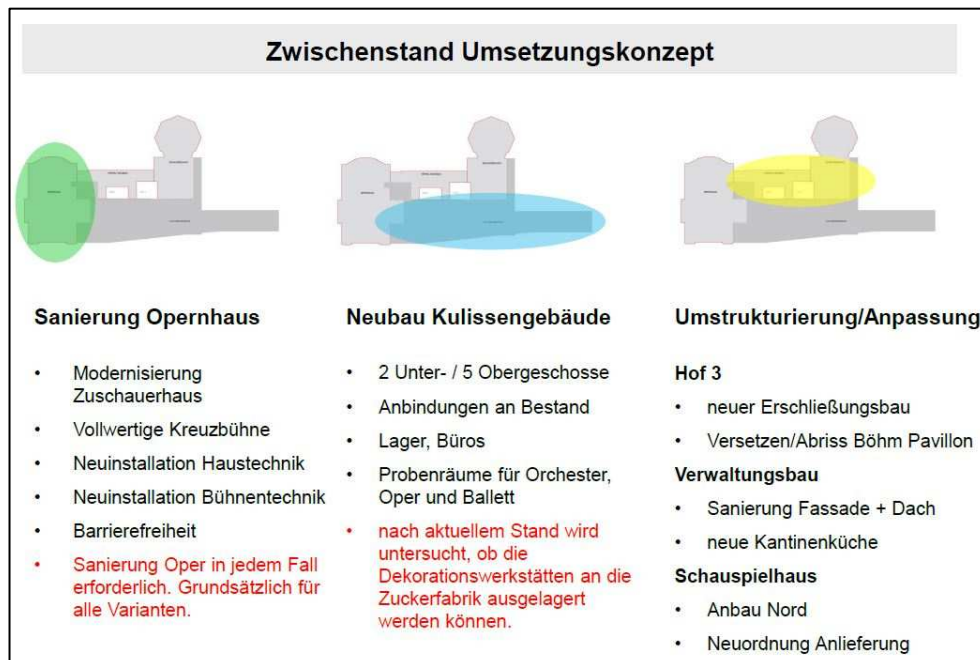 Zwischenstand Umsetzungskonzept
Sanierung Opernhaus
• Modernisierung
Zuschauerhaus
• Vollwertige Kreuzbühne
• Neuinstallation Haustechnik
• Neuinstallation Bühnentechnik
• Barrierefreiheit
• Sanierung Oper in jedem Fall
erforderlich. Grundsätzlich für
alle Varianten.
Neubau Kulissengebäude
• 2 Unter- / 5 Obergeschosse
• Anbindungen an Bestand
• Lager, Büros
• Probenräume für Orchester,
Oper und Ballett
• nach aktuellem Stand wird
untersucht, ob die
Dekorationswerkstätten an die
Zuckerfabrik ausgelagert
werden können.
Umstrukturierung/Anpassung
Hof 3
• neuer Erschließungsbau
• Versetzen/Abriss Böhm Pavillon
Verwaltungsbau
• Sanierung Fassade + Dach
• neue Kantinenküche
Schauspielhaus
• Anbau Nord
• Neuordnung Anlieferung